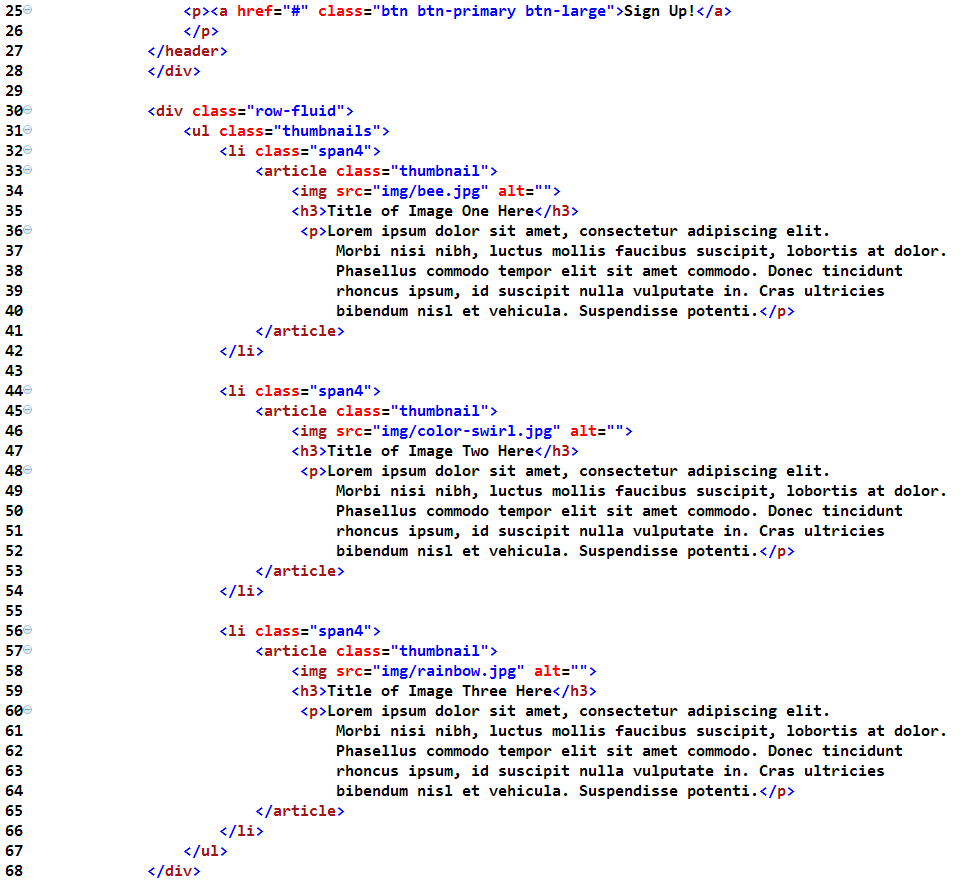 25 <p><a href="#" class="btn btn-primary btn-large">Sign Up!</a>
26 </p>
27 </header>
28 </div>
29
30 <div class="row-fluid">
31 <ul class="thumbnails">
32 <li class="span4">
33 <article class="thumbnail">
34 <img src="img/bee.jpg" alt="">
35 <h3>Title of Image One Here</h3>
36 <p>Lorem ipsum dolor sit amet, consectetur adipiscing elit.
37 Morbi nisi nibh, luctus mollis faucibus suscipit, lobortis at dolor.
38 Phasellus commodo tempor elit sit amet commodo. Donec tincidunt
39 rhoncus ipsum, id suscipit nulla vulputate in. Cras ultricies
40 bibendum nisl et vehicula. Suspendisse potenti.</p>
41 </article>
42 </li>
43
44 <li class="span4">
45 <article class="thumbnail">
46 <img src="img/color-swirl.jpg" alt="">
47 <h3>Title of Image Two Here</h3>
48 <p>Lorem ipsum dolor sit amet, consectetur adipiscing elit.
49 Morbi nisi nibh, luctus mollis faucibus suscipit, lobortis at dolor.
50 Phasellus commodo tempor elit sit amet commodo. Donec tincidunt
51 rhoncus ipsum, id suscipit nulla vulputate in. Cras ultricies
52 bibendum nisl et vehicula. Suspendisse potenti.</p>
53 </article>
54 </li>
55
56 <li class="span4">
57 <article class="thumbnail">
58 <img src="img/rainbow.jpg" alt="">
59 <h3>Title of Image Three Here</h3>
60 <p>Lorem ipsum dolor sit amet, consectetur adipiscing elit.
61 Morbi nisi nibh, luctus mollis faucibus suscipit, lobortis at dolor.
62 Phasellus commodo tempor elit sit amet commodo. Donec tincidunt
63 rhoncus ipsum, id suscipit nulla vulputate in. Cras ultricies
64 bibendum nisl et vehicula. Suspendisse potenti.</p>
65 </article>
66 </li>
67 </ul>
68 </div>